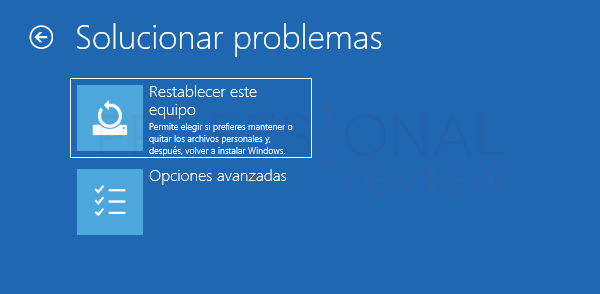 Solucionar problemas
Restablecer este
equipo
Permite elegir si prefieres mantener o
quitar los archivos personales y,
después, volver a instalar Windows.
Opciones avanzadas
review